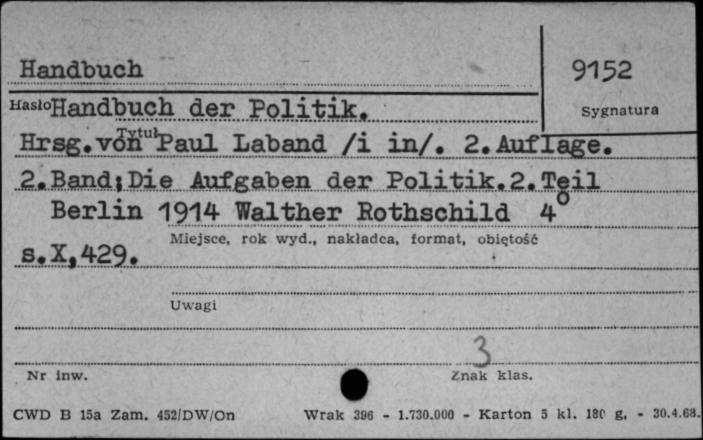 Handbuch
9152
Hasło Handbuch der Politik.
Sygnatura
Tytuł
Hrsg.von Paul Laband /i in/. 2.Auflage.
2.Band;Die Aufgaben der Politik.2.Teil
Berlin 1914 Walther Rothschild 4⁰
Miejsce, rok wyd., nakładca, format, objętość
s.X,429.
Uwagi
3
Nr inw.
Znak klas.
CWD B 15a Zam. 452/DW/On Wrak 396 - 1.730.000 - Karton 5 kl. 180 g. - 30.4.68.